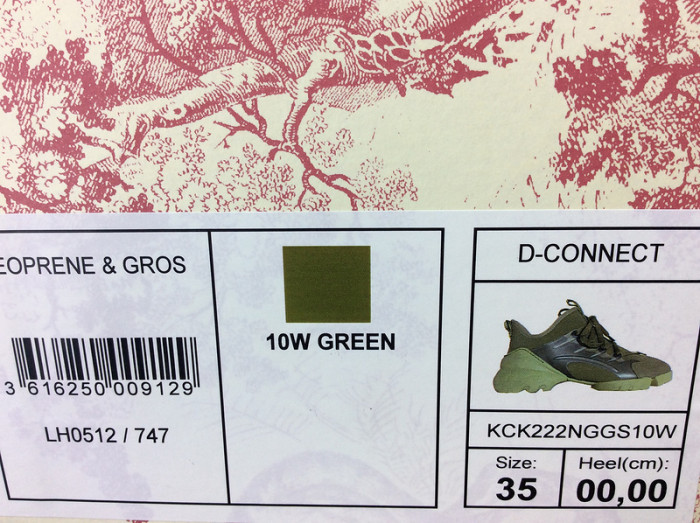 EOPRENE & GROS
3 616250 009129
LH0512 / 747
10W GREEN
D-CONNECT
KCK222NGGS10W
Size: Heel(cm):
35 00,00